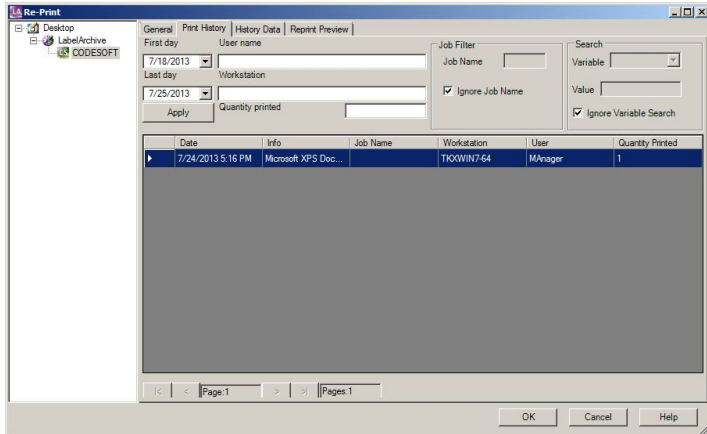 LA Re-Print
Desktop
LabelArchive
CODESOFT
General Print History History Data Reprint Preview
First day User name
7/18/2013
Last day Workstation
7/25/2013
Apply Quantity printed
Job Filter
Job Name
Ignore Job Name
Search
Variable
Value
Ignore Variable Search
Date Info Job Name Workstation User Quantity Printed
7/24/2013 5:16 PM Microsoft XPS Doc... TKXWIN7-64 MAnager 1
|< < Page:1 > >| Pages:1
OK Cancel Help